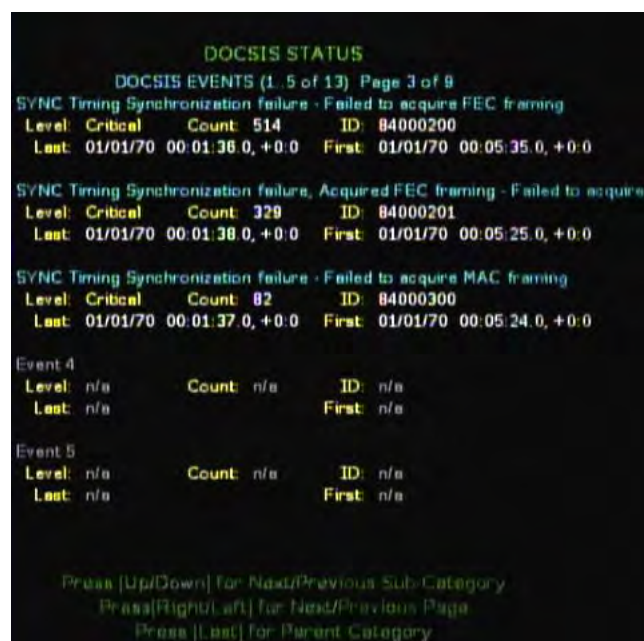 DOCSIS STATUS
DOCSIS EVENTS (1..5 of 13) Page 3 of 9
SYNC Timing Synchronization failure - Failed to acquire FEC framing
Level: Critical Count: 514 ID: 84000200
Last: 01/01/70 00:01:36.0, +0:0 First: 01/01/70 00:05:35.0, +0:0
SYNC Timing Synchronization failure, Acquired FEC framing - Failed to acquire
Level: Critical Count: 329 ID: 84000201
Last: 01/01/70 00:01:38.0, +0:0 First: 01/01/70 00:05:25.0, +0:0
SYNC Timing Synchronization failure - Failed to acquire MAC framing
Level: Critical Count: 82 ID: 84000300
Last: 01/01/70 00:01:37.0, +0:0 First: 01/01/70 00:05:24.0, +0:0
Event 4
Level: n/a Count: n/a ID: n/a
Last: n/a First: n/a
Event 5
Level: n/a Count: n/a ID: n/a
Last: n/a First: n/a
Press [Up/Down] for Next/Previous Sub-Category
Press[Right/Left] for Next/Previous Page
Press [Last] for Parent Category